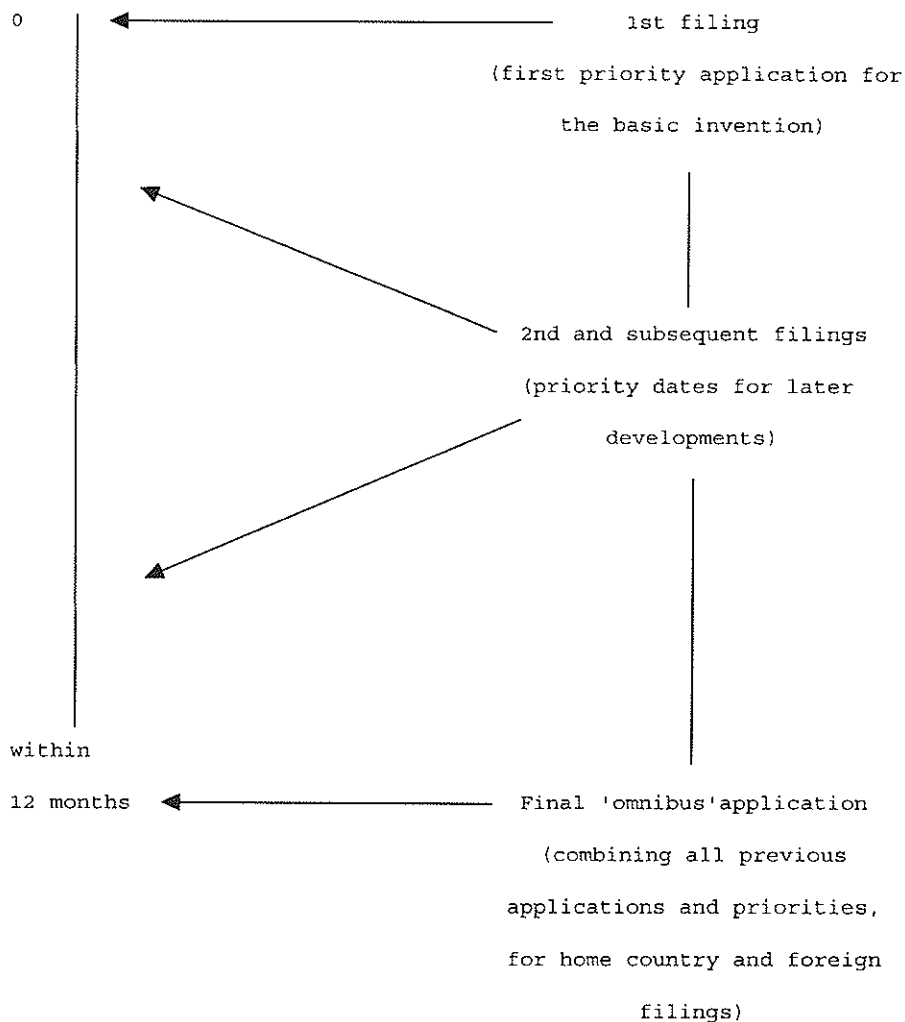 0
1st filing
(first priority application for
the basic invention)
2nd and subsequent filings
(priority dates for later
developments)
within
12 months
Final 'omnibus'application
(combining all previous
applications and priorities,
for home country and foreign
filings)